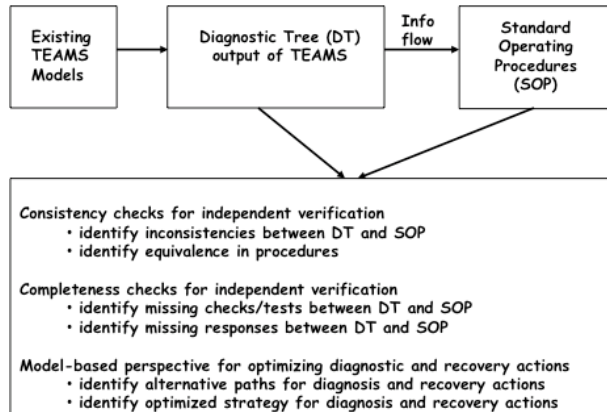 Existing
TEAMS
Models
Diagnostic Tree (DT)
output of TEAMS
Info
flow
Standard
Operating
Procedures
(SOP)
Consistency checks for independent verification
• identify inconsistencies between DT and SOP
• identify equivalence in procedures
Completeness checks for independent verification
• identify missing checks/tests between DT and SOP
• identify missing responses between DT and SOP
Model-based perspective for optimizing diagnostic and recovery actions
• identify alternative paths for diagnosis and recovery actions
• identify optimized strategy for diagnosis and recovery actions